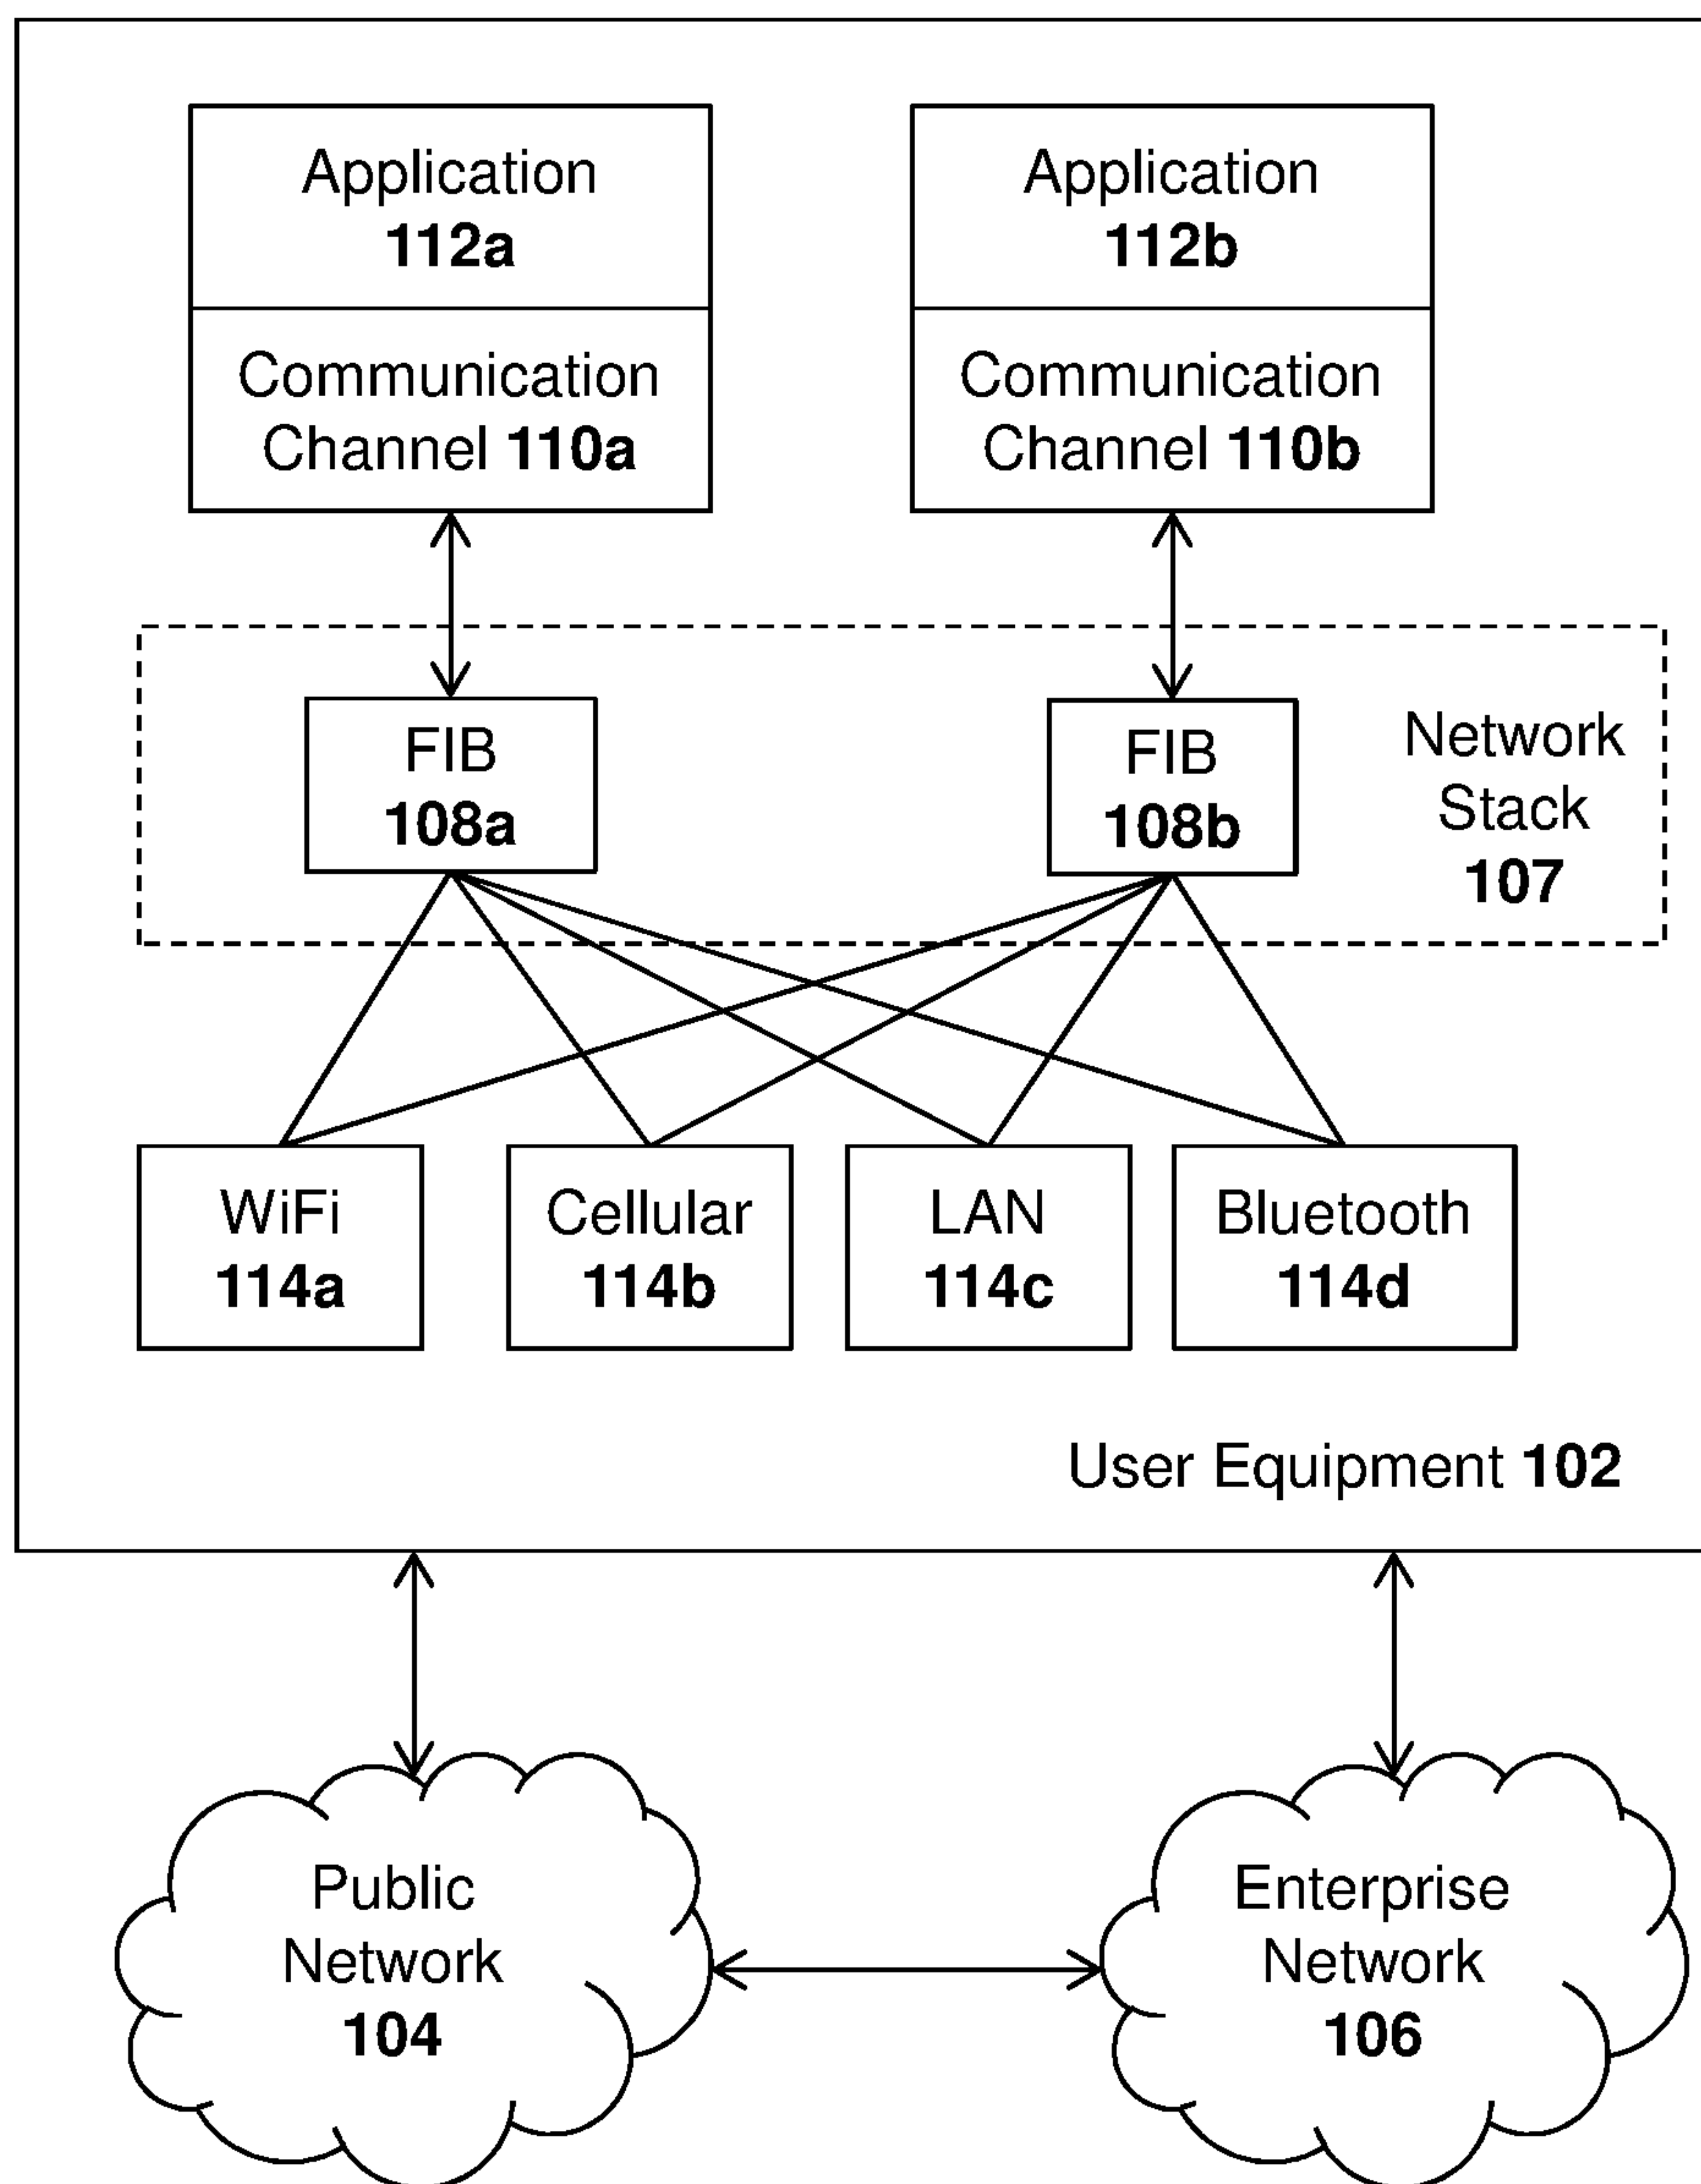 Application
112a
Communication
Channel 110a
Application
112b
Communication
Channel 110b
FIB
108a
FIB
108b
Network
Stack
107
WiFi
114a
Cellular
114b
LAN
114c
Bluetooth
114d
User Equipment 102
Public
Network
104
Enterprise
Network
106